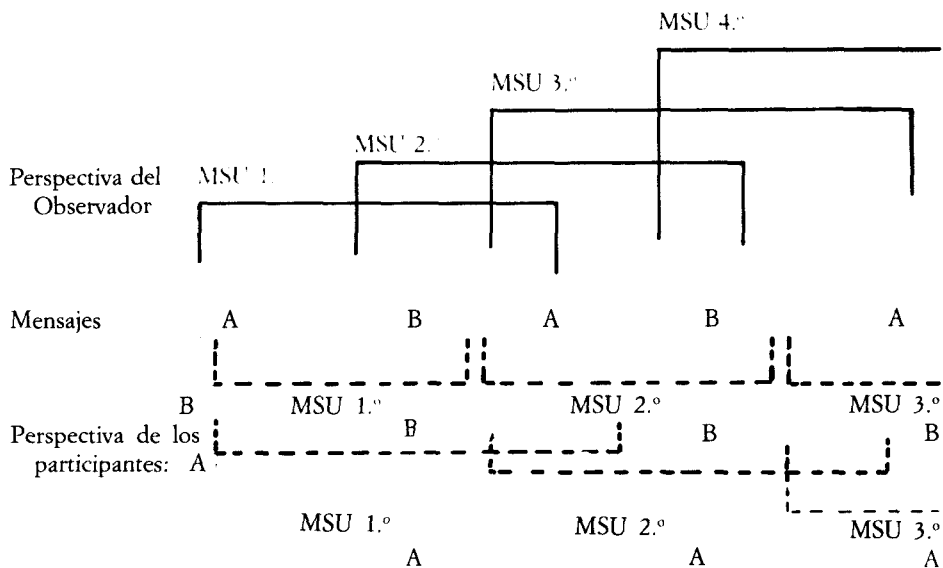 MSU 4.º
MSU 3.º
MSU 2.
Perspectiva del MSU 1.
Observador
Mensajes A B A B A
B MSU 1.º MSU 2.º MSU 3.º
Perspectiva de los B B B
participantes: A
MSU 1.º MSU 2.º MSU 3.º
A A A